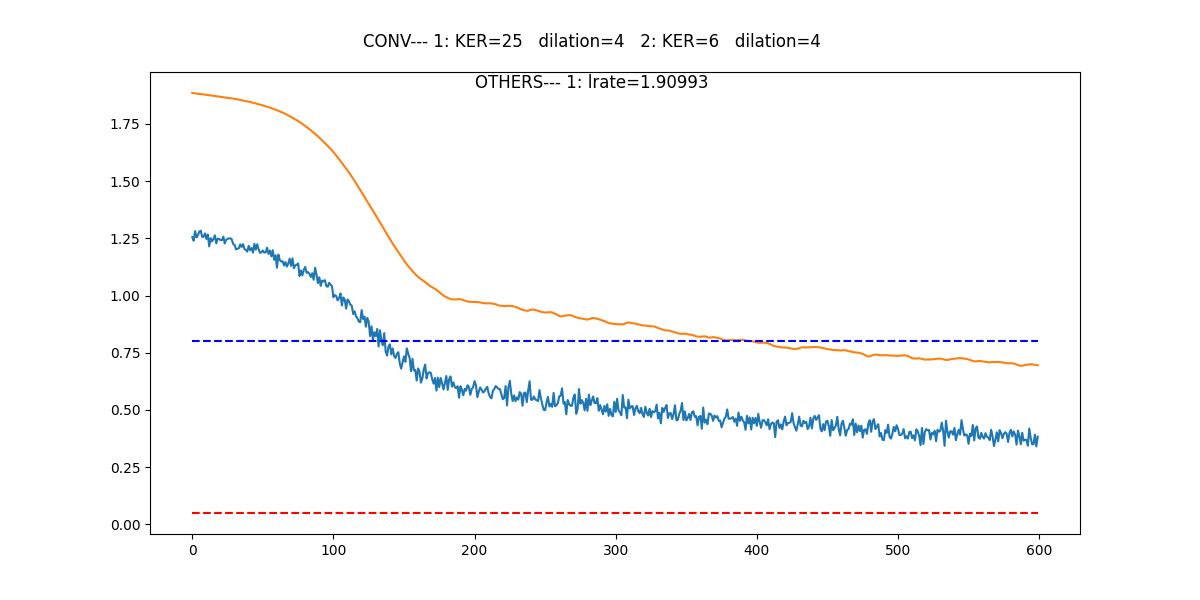 CONV--- 1: KER=25   dilation=4   2: KER=6   dilation=4
OTHERS--- 1: lrate=1.90993
1.75
1.50
1.25
1.00
0.75
0.50
0.25
0.00
0 100 200 300 400 500 600